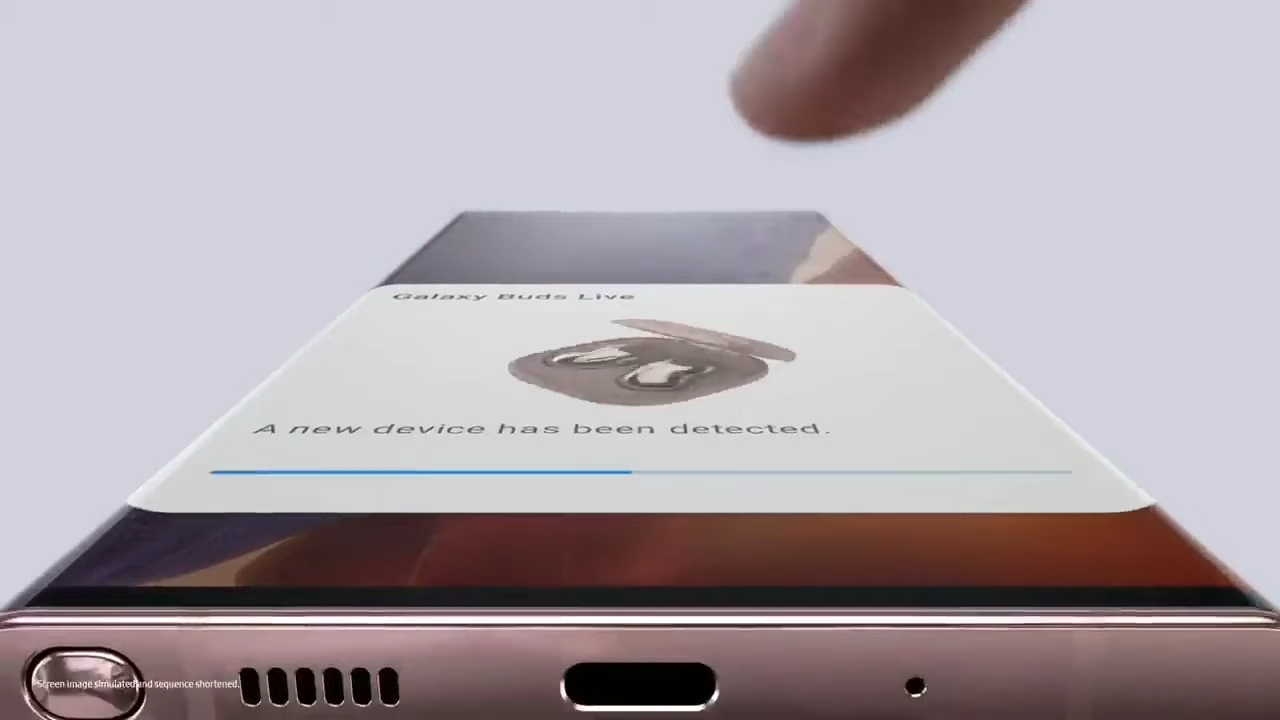 Galaxy Buds Live
A new device has been detected.
Screen image simulated and sequence shortened.